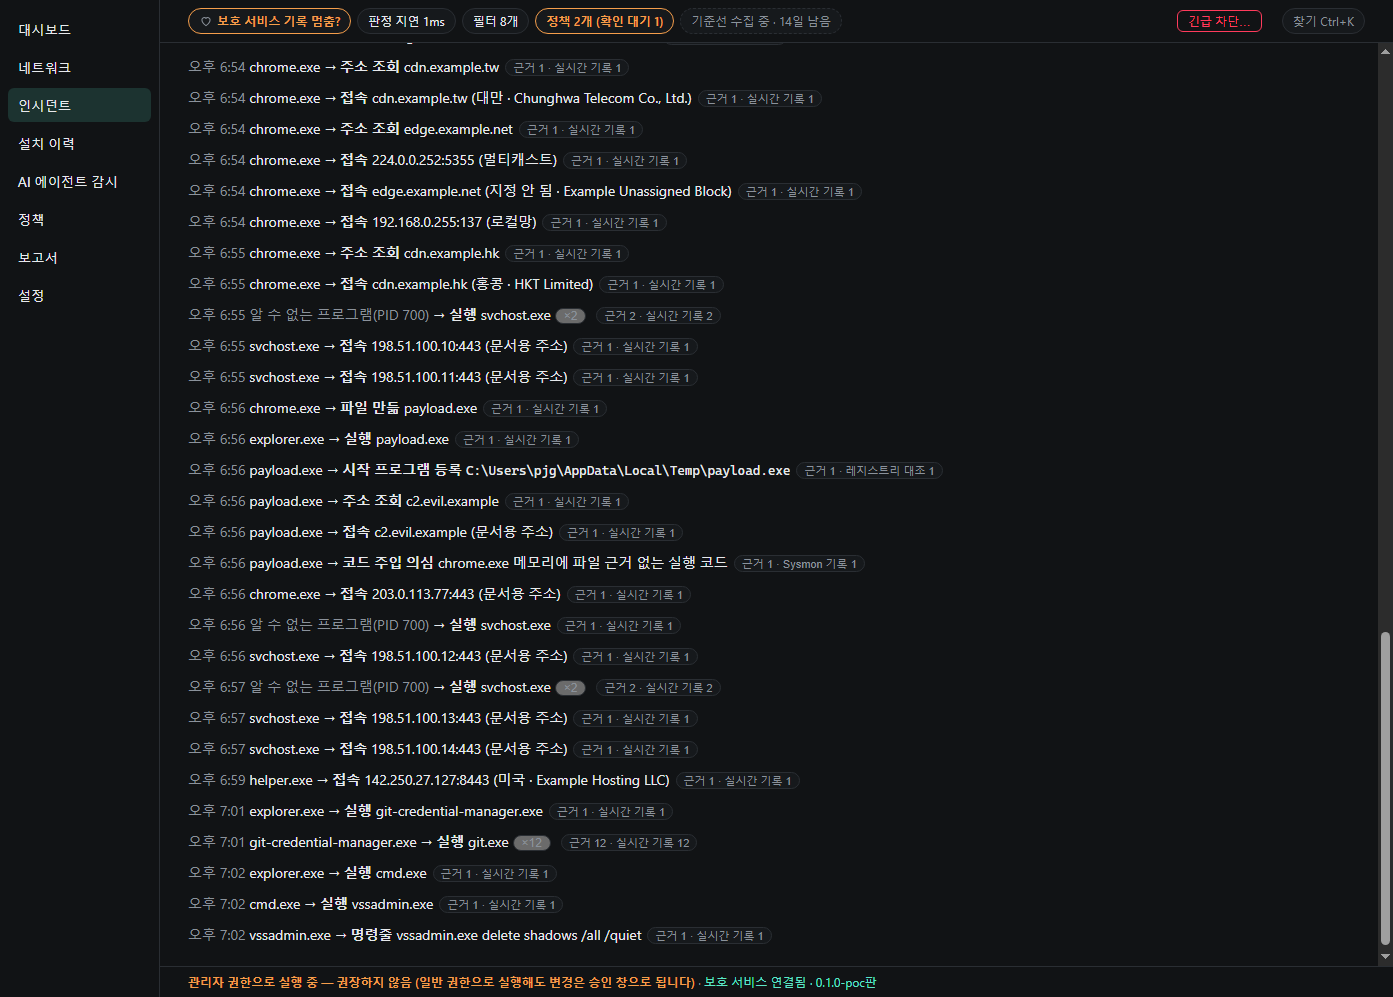 대시보드
네트워크
인시던트
설치 이력
AI 에이전트 감시
정책
보고서
설정
♡ 보호 서비스 기록 멈춤? 판정 지연 1ms 필터 8개 정책 2개 (확인 대기 1) 기준선 수집 중 · 14일 남음 긴급 차단... 찾기 Ctrl+K
오후 6:54 chrome.exe → 주소 조회 cdn.example.tw 근거 1 · 실시간 기록 1
오후 6:54 chrome.exe → 접속 cdn.example.tw (대만 · Chunghwa Telecom Co., Ltd.) 근거 1 · 실시간 기록 1
오후 6:54 chrome.exe → 주소 조회 edge.example.net 근거 1 · 실시간 기록 1
오후 6:54 chrome.exe → 접속 224.0.0.252:5355 (멀티캐스트) 근거 1 · 실시간 기록 1
오후 6:54 chrome.exe → 접속 edge.example.net (지정 안 됨 · Example Unassigned Block) 근거 1 · 실시간 기록 1
오후 6:54 chrome.exe → 접속 192.168.0.255:137 (로컬망) 근거 1 · 실시간 기록 1
오후 6:55 chrome.exe → 주소 조회 cdn.example.hk 근거 1 · 실시간 기록 1
오후 6:55 chrome.exe → 접속 cdn.example.hk (홍콩 · HKT Limited) 근거 1 · 실시간 기록 1
오후 6:55 알 수 없는 프로그램(PID 700) → 실행 svchost.exe ×2 근거 2 · 실시간 기록 2
오후 6:55 svchost.exe → 접속 198.51.100.10:443 (문서용 주소) 근거 1 · 실시간 기록 1
오후 6:55 svchost.exe → 접속 198.51.100.11:443 (문서용 주소) 근거 1 · 실시간 기록 1
오후 6:56 chrome.exe → 파일 만듦 payload.exe 근거 1 · 실시간 기록 1
오후 6:56 explorer.exe → 실행 payload.exe 근거 1 · 실시간 기록 1
오후 6:56 payload.exe → 시작 프로그램 등록 C:\Users\pjg\AppData\Local\Temp\payload.exe 근거 1 · 레지스트리 대조 1
오후 6:56 payload.exe → 주소 조회 c2.evil.example 근거 1 · 실시간 기록 1
오후 6:56 payload.exe → 접속 c2.evil.example (문서용 주소) 근거 1 · 실시간 기록 1
오후 6:56 payload.exe → 코드 주입 의심 chrome.exe 메모리에 파일 근거 없는 실행 코드 근거 1 · Sysmon 기록 1
오후 6:56 chrome.exe → 접속 203.0.113.77:443 (문서용 주소) 근거 1 · 실시간 기록 1
오후 6:56 알 수 없는 프로그램(PID 700) → 실행 svchost.exe 근거 1 · 실시간 기록 1
오후 6:56 svchost.exe → 접속 198.51.100.12:443 (문서용 주소) 근거 1 · 실시간 기록 1
오후 6:57 알 수 없는 프로그램(PID 700) → 실행 svchost.exe ×2 근거 2 · 실시간 기록 2
오후 6:57 svchost.exe → 접속 198.51.100.13:443 (문서용 주소) 근거 1 · 실시간 기록 1
오후 6:57 svchost.exe → 접속 198.51.100.14:443 (문서용 주소) 근거 1 · 실시간 기록 1
오후 6:59 helper.exe → 접속 142.250.27.127:8443 (미국 · Example Hosting LLC) 근거 1 · 실시간 기록 1
오후 7:01 explorer.exe → 실행 git-credential-manager.exe 근거 1 · 실시간 기록 1
오후 7:01 git-credential-manager.exe → 실행 git.exe ×12 근거 12 · 실시간 기록 12
오후 7:02 explorer.exe → 실행 cmd.exe 근거 1 · 실시간 기록 1
오후 7:02 cmd.exe → 실행 vssadmin.exe 근거 1 · 실시간 기록 1
오후 7:02 vssadmin.exe → 명령줄 vssadmin.exe delete shadows /all /quiet 근거 1 · 실시간 기록 1
관리자 권한으로 실행 중 — 권장하지 않음 (일반 권한으로 실행해도 변경은 승인 창으로 됩니다) · 보호 서비스 연결됨 · 0.1.0-poc판